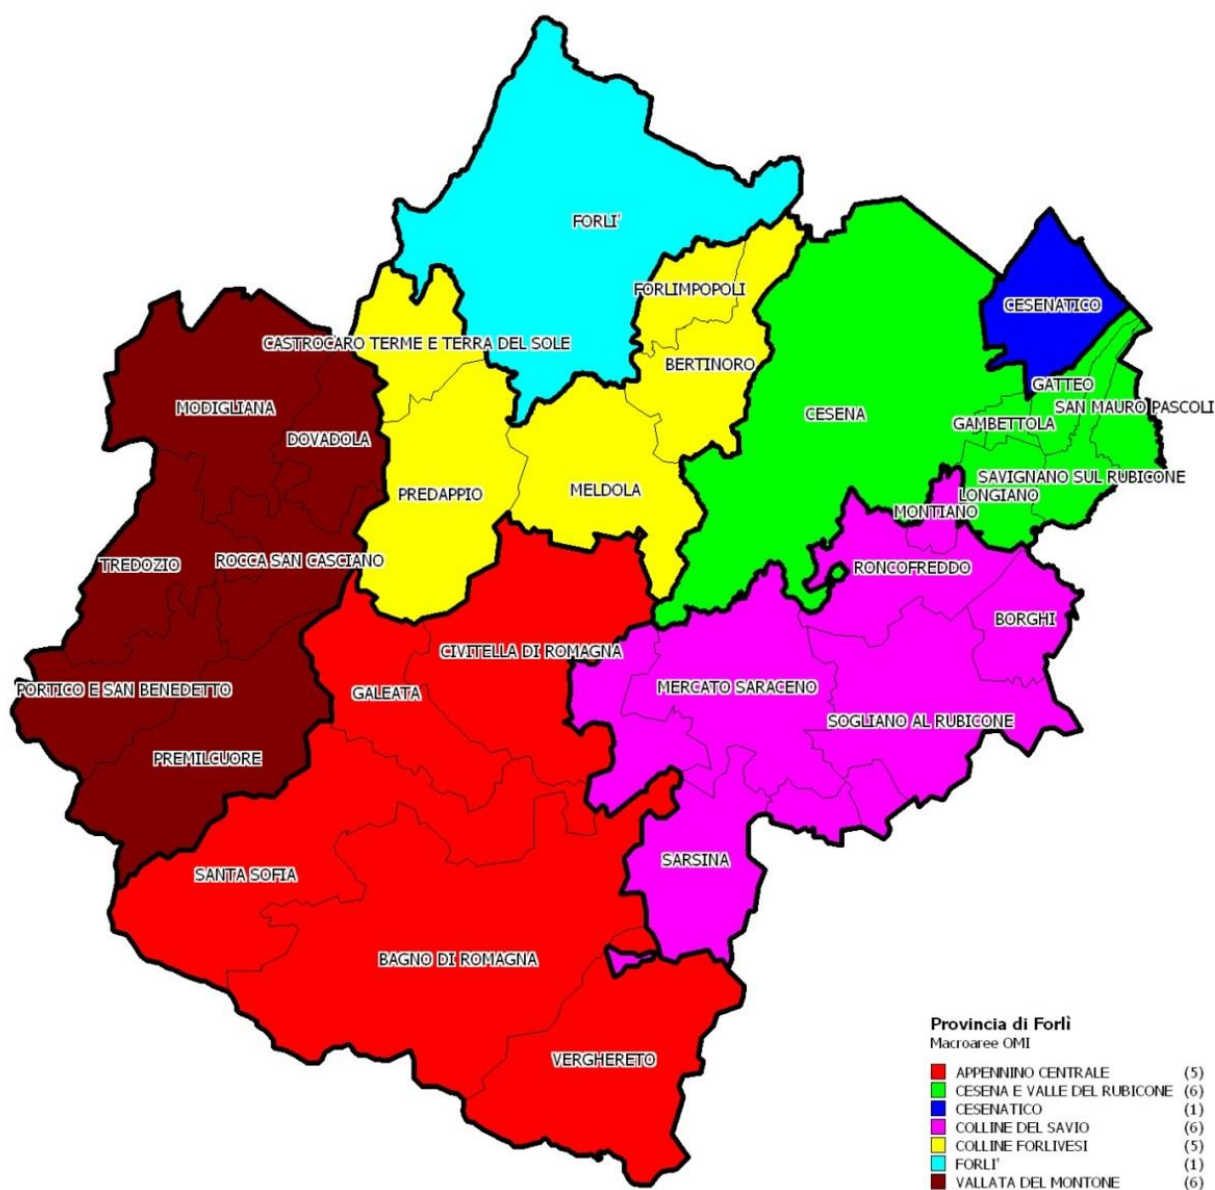 FORLI'
FORLIMPOPOLI
CESENATICO
CASTROCARO TERME E TERRA DEL SOLE
BERTINORO
GATTEO
MODIGLIANA
CESENA
SAN MAURO PASCOLI
GAMBETTOLA
DOVADOLA
SAVIGNANO SUL RUBICONE
PREDAPPIO
MELDOLA
LONGIANO
MONTIANO
TREDOZIO
ROCCA SAN CASCIANO
RONCOFREDDO
BORGHI
CIVITELLA DI ROMAGNA
PORTICO E SAN BENEDETTO
GALEATA
MERCATO SARACENO
SOGLIANO AL RUBICONE
PREMILCUORE
SARSINA
SANTA SOFIA
BAGNO DI ROMAGNA
VERGHERETO
Provincia di Forlì
Macroaree OMI
APPENNINO CENTRALE (5)
CESENA E VALLE DEL RUBICONE (6)
CESENATICO (1)
COLLINE DEL SAVIO (6)
COLLINE FORLIVESI (5)
FORLI' (1)
VALLATA DEL MONTONE (6)